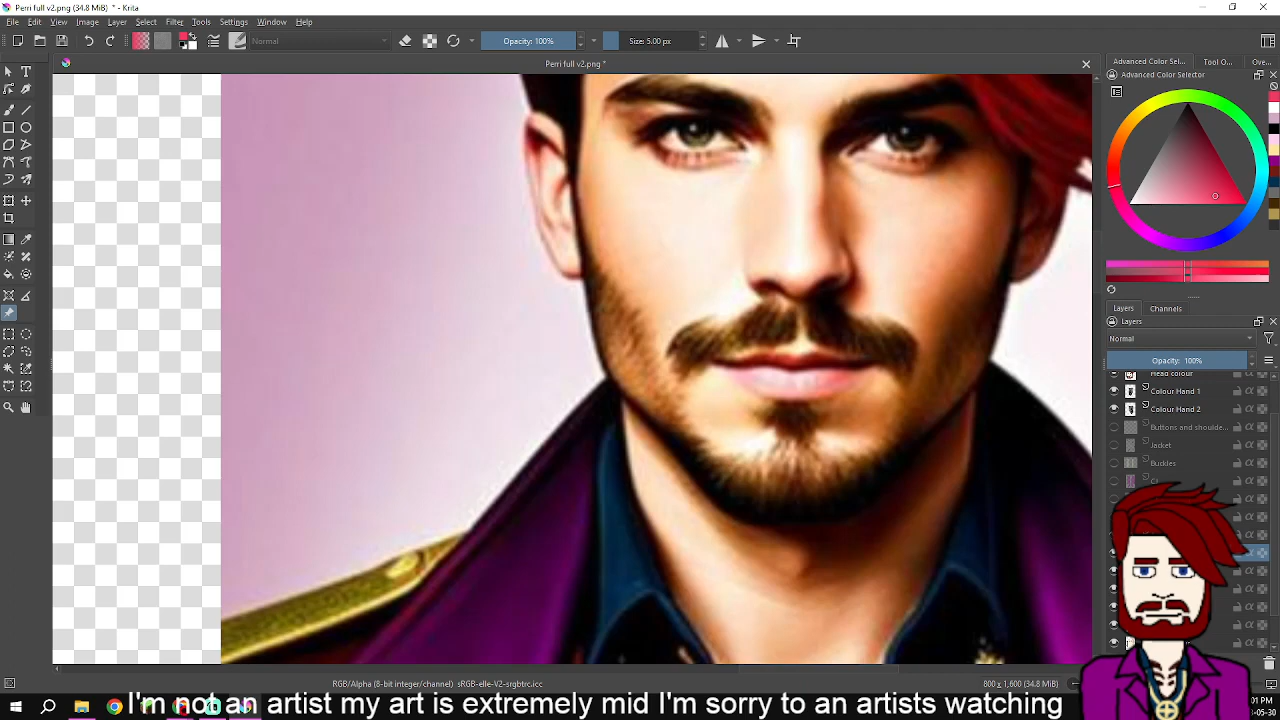 Perri full v2.png (34.8 MiB) * - Krita
File Edit View Image Layer Filter Tools Settings Window Help
Normal Opacity: 100% Size: 5.00 px
Perri full v2.png *
Advanced Color Sel... Tool O... Ove...
Advanced Color Selector
Layers Channels
Layers
Normal
Opacity: 100%
Head colour
Colour Hand 1
Colour Hand 2
Buttons and shoulde...
Jacket
Buckles
RGB/Alpha (8-bit integer/channel) sRGB-elle-V2-srgbtrc.icc 800 x 1,600 (34.8 MiB)
I'm not an artist my art is extremely mid I'm sorry to an artists watching